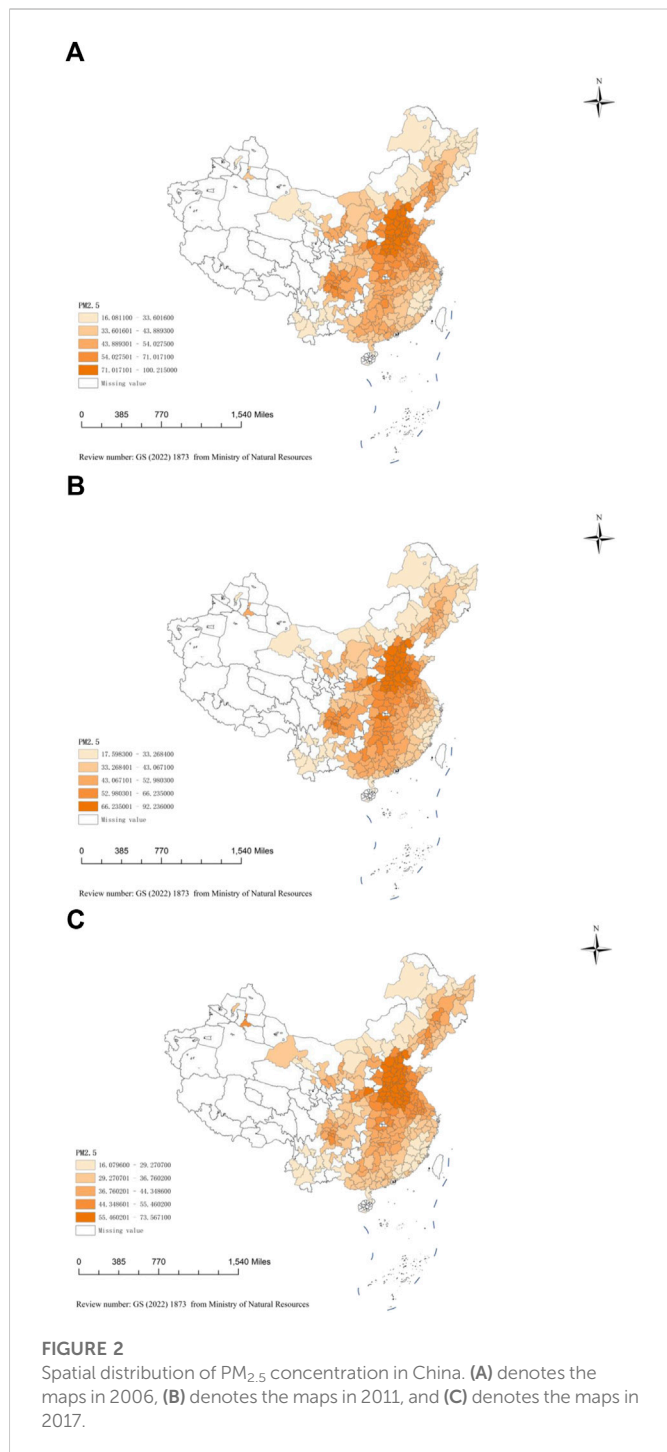 A
N
PM2.5
16.081100 - 33.601600
33.601601 - 43.889300
43.889301 - 54.027500
54.027501 - 71.017100
71.017101 - 100.215000
Missing value
0 385 770 1,540 Miles
Review number: GS (2022) 1873 from Ministry of Natural Resources
B
N
PM2.5
17.598300 - 33.268400
33.268401 - 43.067100
43.067101 - 52.980300
52.980301 - 66.235000
66.235001 - 92.236000
Missing value
0 385 770 1,540 Miles
Review number: GS (2022) 1873 from Ministry of Natural Resources
C
N
PM2.5
16.079600 - 29.270700
29.270701 - 36.760200
36.760201 - 44.348600
44.348601 - 55.460200
55.460201 - 73.567100
Missing value
0 385 770 1,540 Miles
Review number: GS (2022) 1873 from Ministry of Natural Resources
FIGURE 2
Spatial distribution of PM2.5 concentration in China. (A) denotes the
maps in 2006, (B) denotes the maps in 2011, and (C) denotes the maps in
2017.